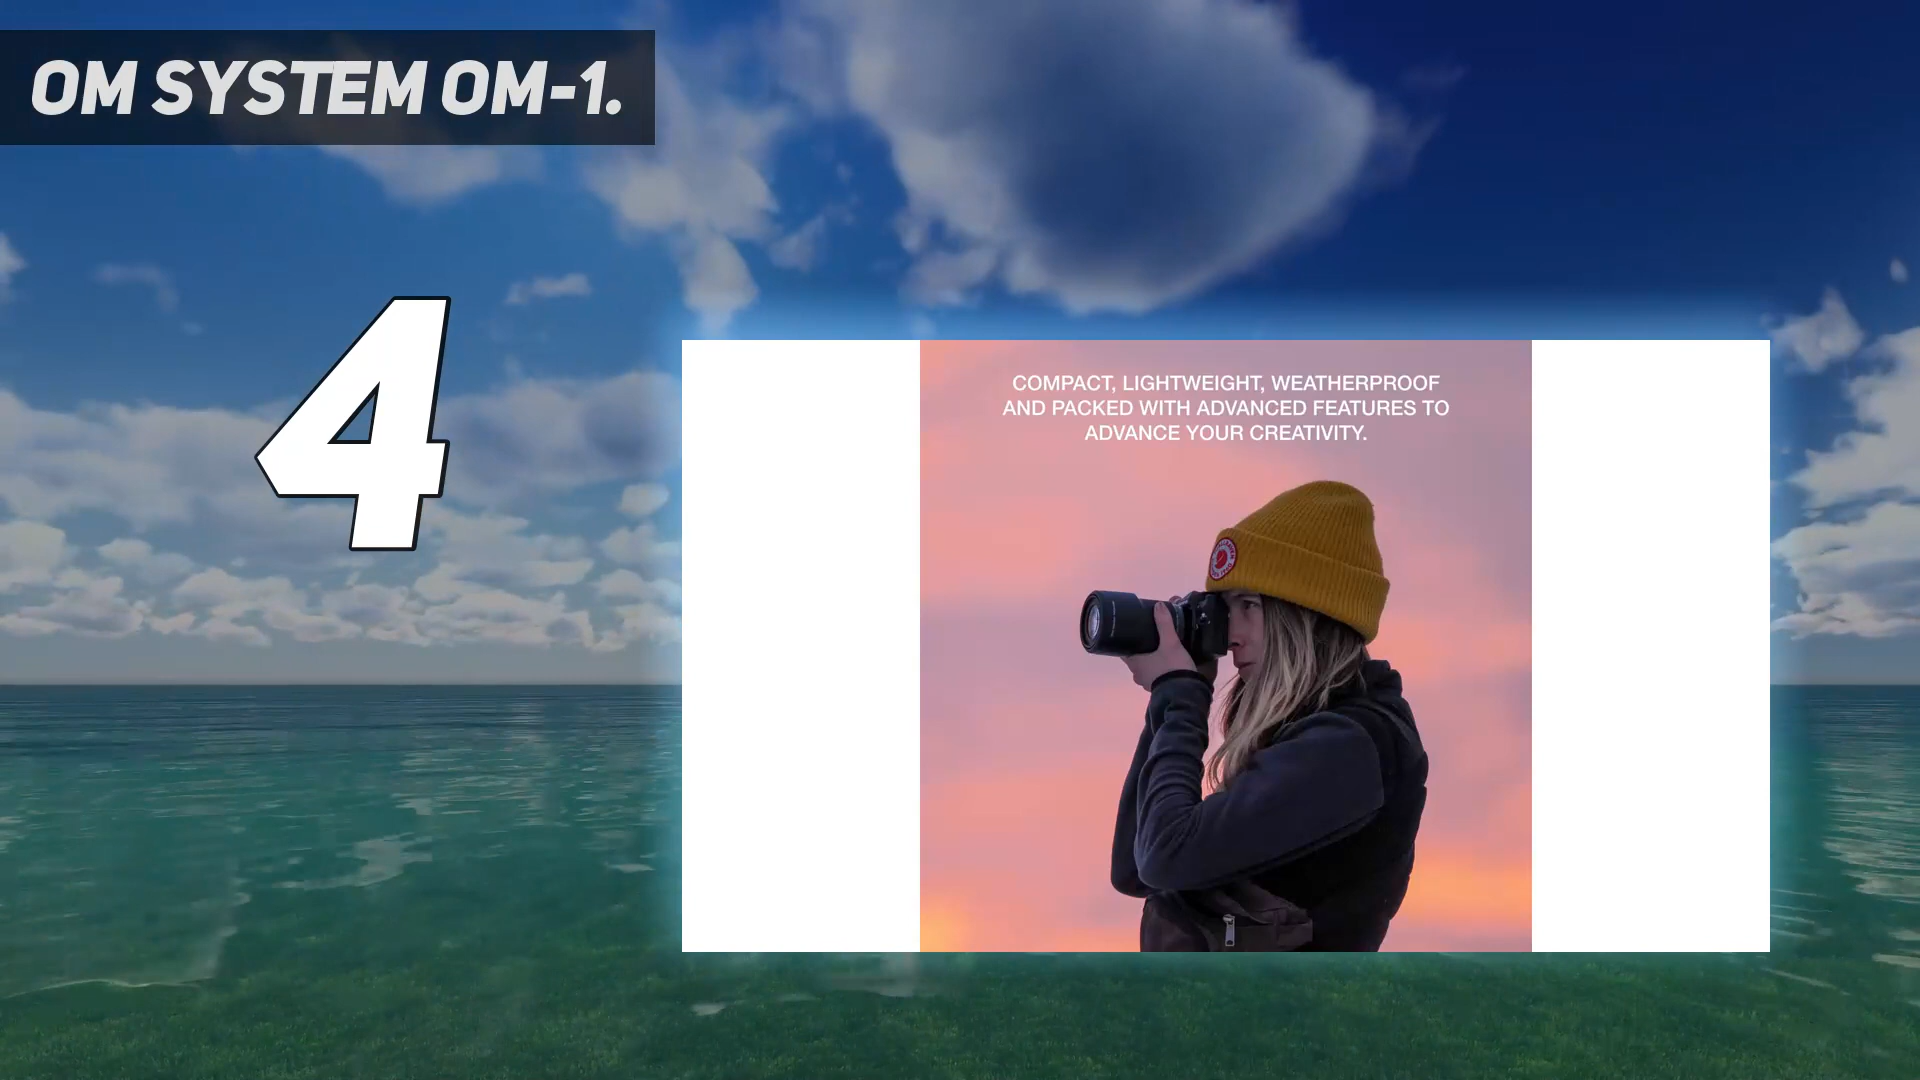 OM SYSTEM OM-1.
4
COMPACT, LIGHTWEIGHT, WEATHERPROOF
AND PACKED WITH ADVANCED FEATURES TO
ADVANCE YOUR CREATIVITY.